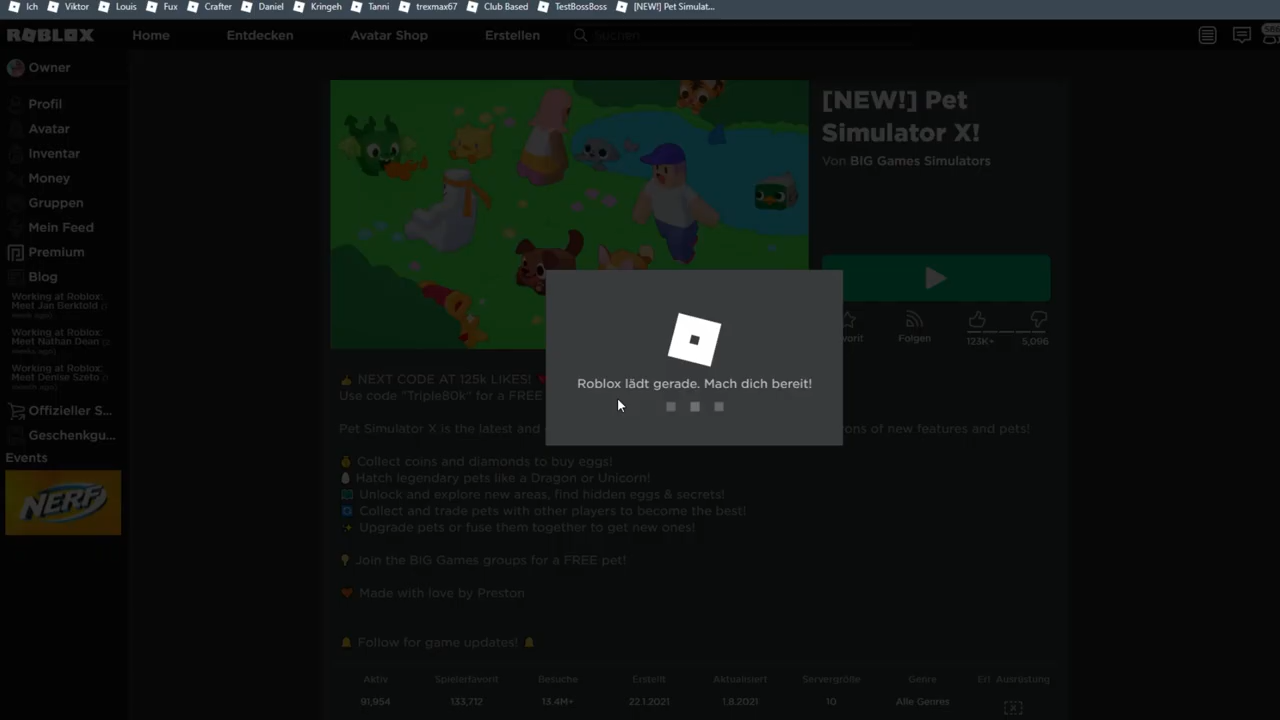 Ich Viktor Louis Fux Crafter Daniel Kringeh Tanni trexmax67 Club Based TestBossBoss [NEW!] Pet Simulat...
ROBLOX Home Entdecken Avatar Shop Erstellen Suchen
Owner
Profil
Avatar
Inventar
Money
Gruppen
Mein Feed
Premium
Blog
Working at Roblox:
Meet Jan Berkfold
week ago)
Working at Roblox:
Meet Nathan Dean
weeks ago)
Working at Roblox:
Meet Denise Szeto
month ago)
Offizieller S...
Geschenkgu...
Events
NERF
[NEW!] Pet
Simulator X!
Von BIG Games Simulators
Folgen
123K+ 5,096
Roblox lädt gerade. Mach dich bereit!
👍 NEXT CODE AT 125k LIKES!
Use code "Triple80k" for a FREE
Pet Simulator X is the latest and ons of new features and pets!
Collect coins and diamonds to buy eggs!
Hatch legendary pets like a Dragon or Unicorn!
Unlock and explore new areas, find hidden eggs & secrets!
Collect and trade pets with other players to become the best!
Upgrade pets or fuse them together to get new ones!
Join the BIG Games groups for a FREE pet!
Made with love by Preston
🔔 Follow for game updates! 🔔
Aktiv Spielerfavorit Besuche Erstellt Aktualisiert Servergröße Genre Erl. Ausrüstung
91,954 133,712 13.4M+ 22.1.2021 1.8.2021 10 Alle Genres